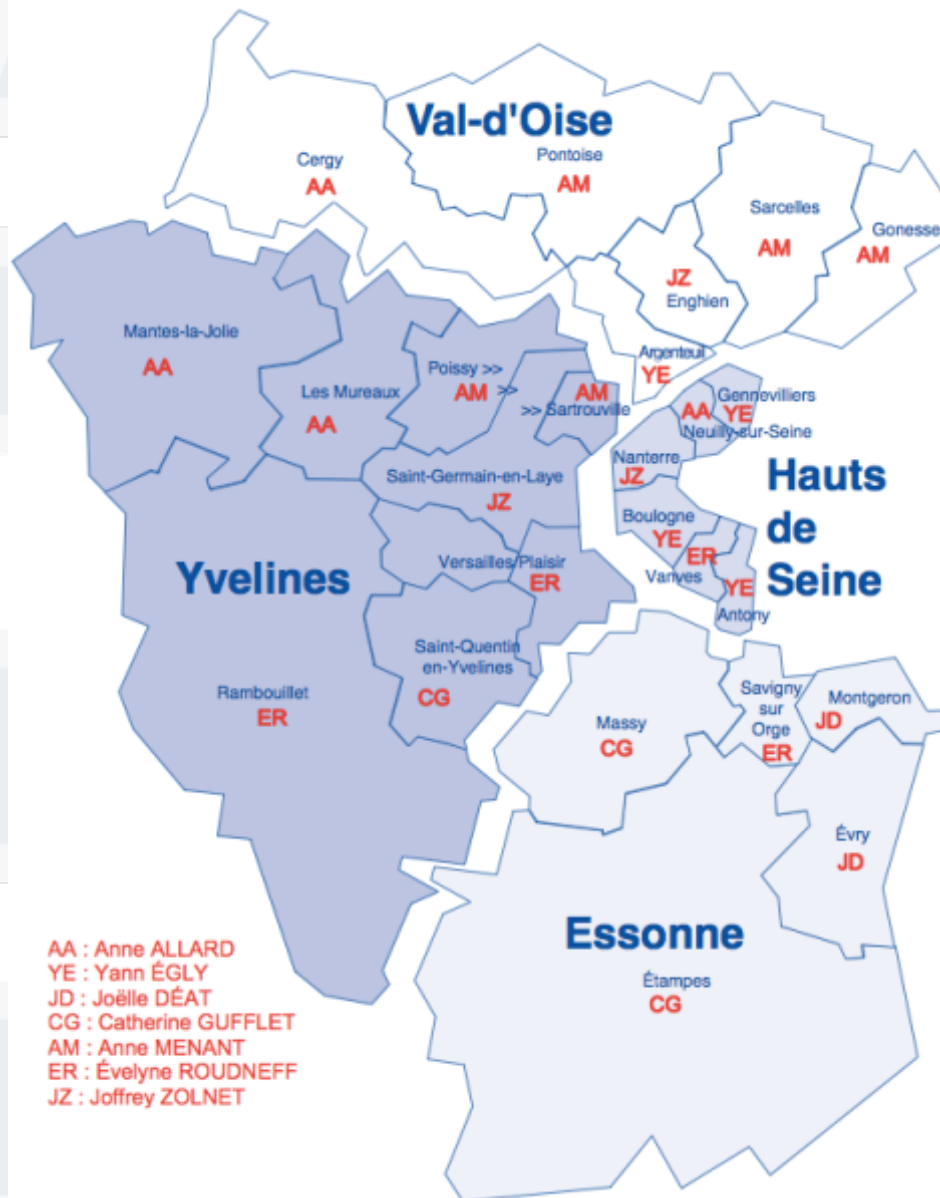 Val-d'Oise
Cergy
AA
Pontoise
AM
Sarcelles
AM
Gonesse
AM
JZ
Enghien
Argenteuil
YE
Mantes-la-Jolie
AA
Les Mureaux
AA
Poissy >>
AM
>>
AM
>> Sartrouville
Saint-Germain-en-Laye
JZ
Gennevilliers
AA
YE
Neuilly-sur-Seine
Nanterre
JZ
Boulogne
YE
ER
Vanves
YE
Antony
Hauts
de
Seine
Yvelines
Versailles/Plaisir
ER
Saint-Quentin
en-Yvelines
CG
Rambouillet
ER
Massy
CG
Savigny
sur
Orge
ER
Montgeron
JD
Évry
JD
Essonne
Étampes
CG
AA : Anne ALLARD
YE : Yann ÉGLY
JD : Joëlle DÉAT
CG : Catherine GUFFLET
AM : Anne MENANT
ER : Évelyne ROUDNEFF
JZ : Joffrey ZOLNET